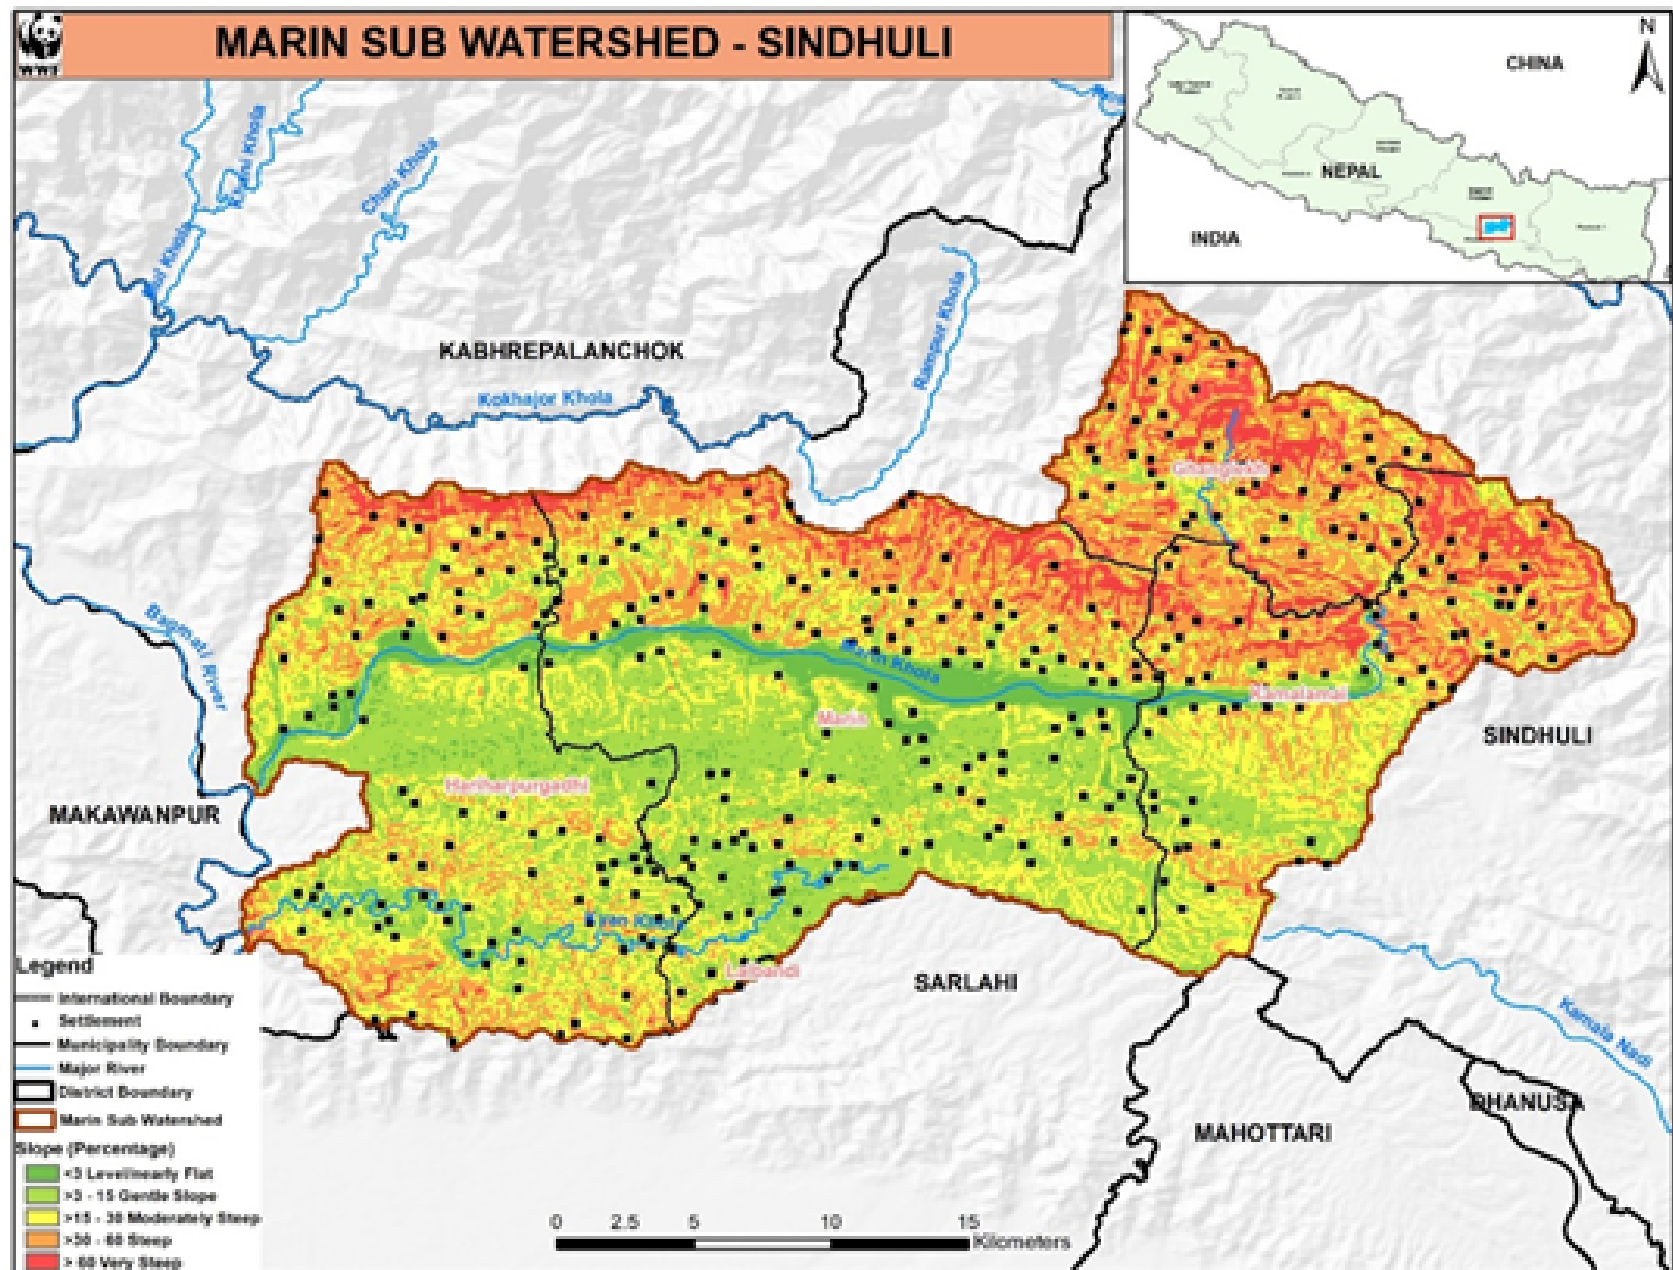 MARIN SUB WATERSHED - SINDHULI
WWF
N
CHINA
NEPAL
INDIA
Chau Khola
KABHREPALANCHOK
Kokhajor Khola
Rampur Khola
Bagmati River
Marin Khola
Kamalamai
Marin
SINDHULI
Hariharpurgadhi
MAKAWANPUR
Kyan Khola
Lalbandi
SARLAHI
Kamala Nadi
DHANUSA
MAHOTTARI
Legend
International Boundary
Settlement
Municipality Boundary
Major River
District Boundary
Marin Sub Watershed
Slope (Percentage)
<3 Level/nearly Flat
>3 - 15 Gentle Slope
>15 - 30 Moderately Steep
>30 - 60 Steep
> 60 Very Steep
0 2.5 5 10 15
Kilometers